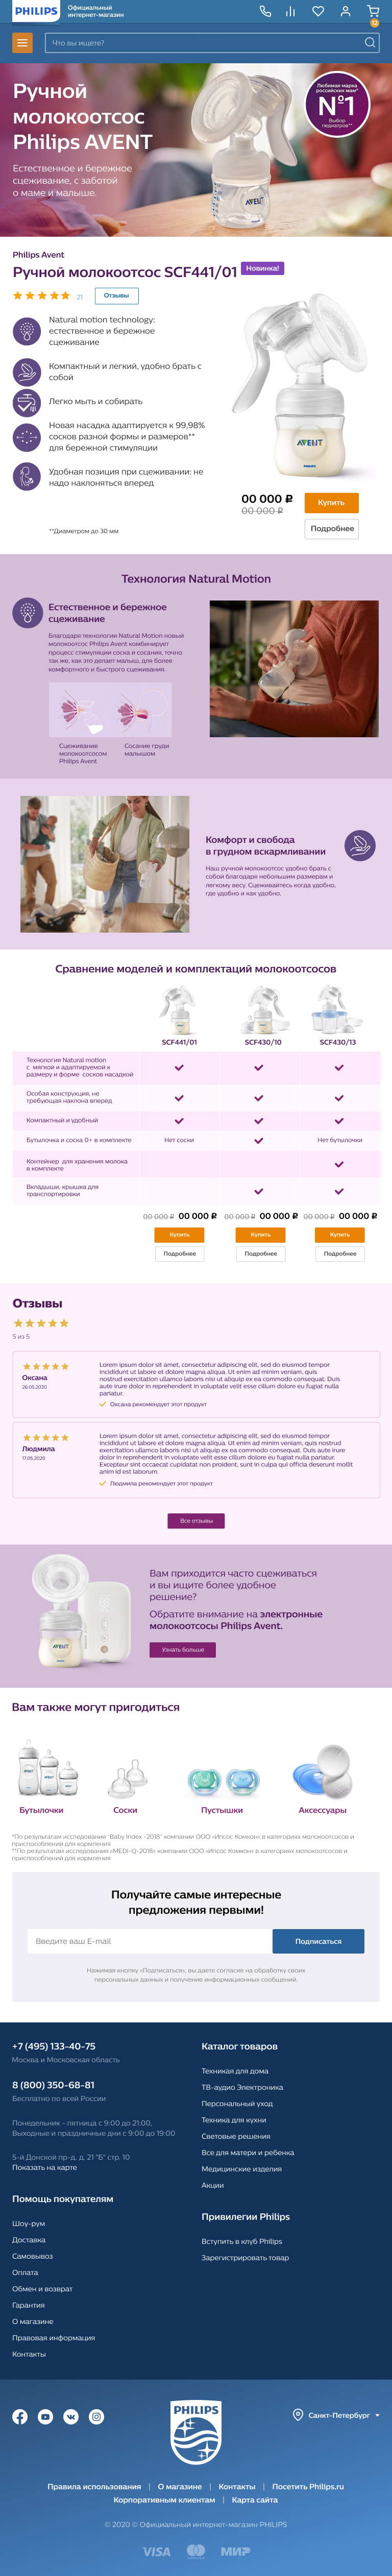 PHILIPS
Официальный
интернет-магазин
Что вы ищете?
Ручной
молокоотсос
Philips AVENT
Естественное и бережное
сцеживание, с заботой
о маме и малыше.
Любимая марка
российских мам*
№1
Выбор
педиатров**
Philips Avent
Ручной молокоотсос SCF441/01
Новинка!
21
Отзывы
Natural motion technology:
естественное и бережное
сцеживание
Компактный и легкий, удобно брать с
собой
Легко мыть и собирать
Новая насадка адаптируется к 99,98%
сосков разной формы и размеров**
для бережной стимуляции
Удобная позиция при сцеживании: не
надо наклоняться вперед
**Диаметром до 30 мм
AVENT
PHILIPS
00 000 ₽
00 000 ₽
Купить
Подробнее
Технология Natural Motion
Естественное и бережное
сцеживание
Благодаря технологии Natural Motion новый
молокоотсос Philips Avent комбинирует
процесс стимуляции соска и сосания, точно
так же, как это делает малыш, для более
комфортного и быстрого сцеживания.
Сцеживание
молокоотсосом
Philips Avent
Сосание груди
малышом
Комфорт и свобода
в грудном вскармливании
Наш ручной молокоотсос удобно брать с
собой благодаря небольшим размерам и
легкому весу. Сцеживайтесь когда удобно,
где удобно и как удобно.
Сравнение моделей и комплектаций молокоотсосов
SCF441/01
SCF430/10
SCF430/13
Технология Natural motion
с мягкой и адаптируемой к
размеру и форме сосков насадкой
Особая конструкция, не
требующая наклона вперед
Компактный и удобный
Бутылочка и соска 0+ в комплекте
Нет соски
Нет бутылочки
Контейнер для хранения молока
в комплекте
Вкладыши, крышка для
транспортировки
00 000 ₽ 00 000 ₽
00 000 ₽ 00 000 ₽
00 000 ₽ 00 000 ₽
Купить
Купить
Купить
Подробнее
Подробнее
Подробнее
Отзывы
5 из 5
Оксана
26.05.2020
Lorem ipsum dolor sit amet, consectetur adipiscing elit, sed do eiusmod tempor
incididunt ut labore et dolore magna aliqua. Ut enim ad minim veniam, quis
nostrud exercitation ullamco laboris nisi ut aliquip ex ea commodo consequat. Duis
aute irure dolor in reprehenderit in voluptate velit esse cillum dolore eu fugiat nulla
pariatur.
Оксана рекомендует этот продукт
Людмила
17.05.2020
Lorem ipsum dolor sit amet, consectetur adipiscing elit, sed do eiusmod tempor
incididunt ut labore et dolore magna aliqua. Ut enim ad minim veniam, quis nostrud
exercitation ullamco laboris nisi ut aliquip ex ea commodo consequat. Duis aute irure
dolor in reprehenderit in voluptate velit esse cillum dolore eu fugiat nulla pariatur.
Excepteur sint occaecat cupidatat non proident, sunt in culpa qui officia deserunt mollit
anim id est laborum.
Людмила рекомендует этот продукт
Все отзывы
AVENT
Вам приходится часто сцеживаться
и вы ищите более удобное
решение?
Обратите внимание на электронные
молокоотсосы Philips Avent.
Узнать больше
Вам также могут пригодиться
Бутылочки
Соски
Пустышки
Аксессуары
*По результатам исследования "Baby Index -2018" компании ООО «Ипсос Комкон» в категориях молокоотсосов и
приспособлений для кормления
**По результатам исследования «MEDI-Q-2018» компании ООО «Ипсос Комкон» в категориях молокоотсосов и
приспособлений для кормления
Получайте самые интересные
предложения первыми!
Введите ваш E-mail
Подписаться
Нажимая кнопку «Подписаться», вы даете согласие на обработку своих
персональных данных и получение информационных сообщений.
+7 (495) 133-40-75
Москва и Московская область
8 (800) 350-68-81
Бесплатно по всей России
Понедельник - пятница с 9:00 до 21:00,
Выходные и праздничные дни с 9:00 до 19:00
5-й Донской пр-д, д. 21 "Б" стр. 10
Показать на карте
Помощь покупателям
Шоу-рум
Доставка
Самовывоз
Оплата
Обмен и возврат
Гарантия
О магазине
Правовая информация
Контакты
Каталог товаров
Техникая для дома
ТВ-аудио Электроника
Персональный уход
Техника для кухни
Световые решения
Все для матери и ребенка
Медицинские изделия
Акции
Привилегии Philips
Вступить в клуб Philips
Зарегистрировать товар
PHILIPS
Санкт-Петербург
Правила использования | О магазине | Контакты | Посетить Philips.ru
Корпоративным клиентам | Карта сайта
© 2020 © Официальный интернет-магазин PHILIPS
VISA
МИР